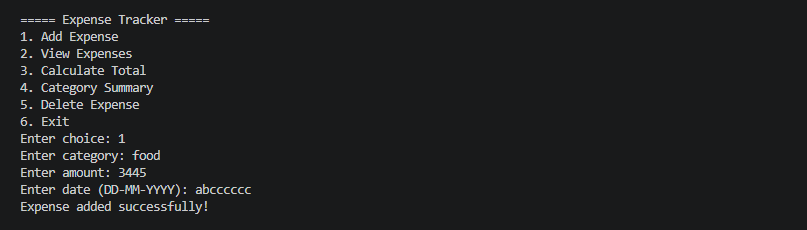 ===== Expense Tracker =====
1. Add Expense
2. View Expenses
3. Calculate Total
4. Category Summary
5. Delete Expense
6. Exit
Enter choice: 1
Enter category: food
Enter amount: 3445
Enter date (DD-MM-YYYY): abcccccc
Expense added successfully!